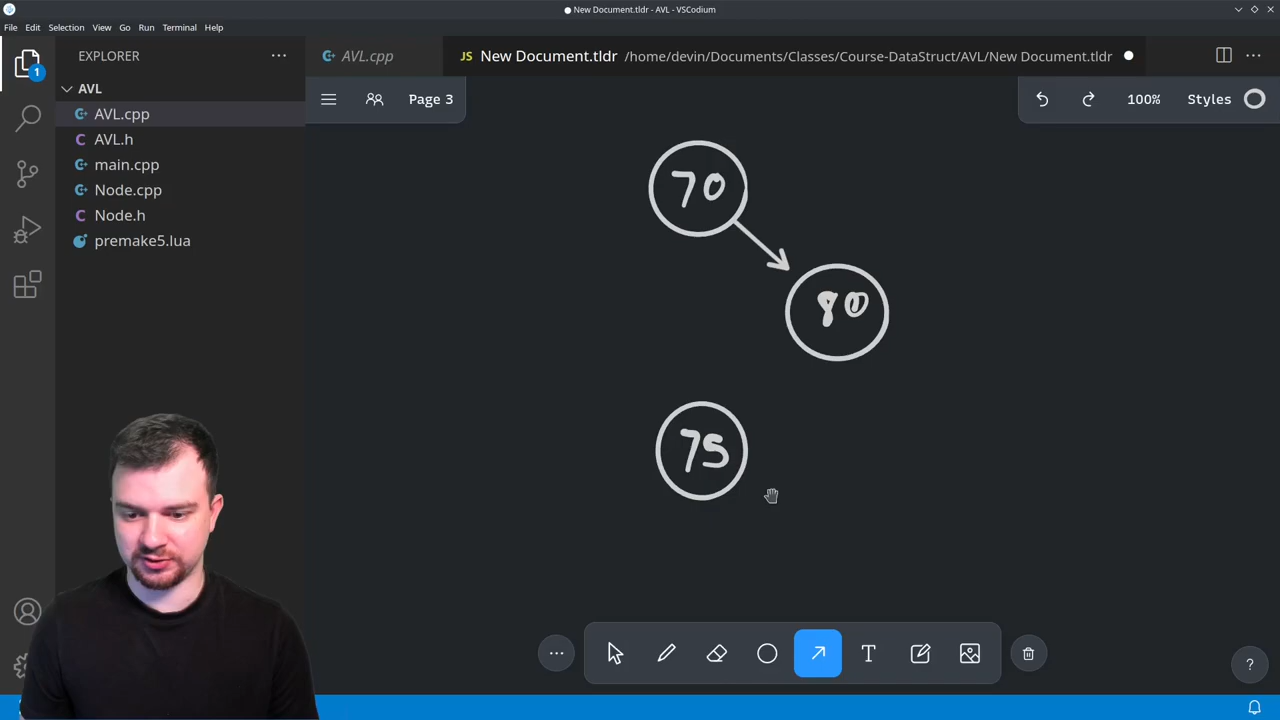 ● New Document.tldr - AVL - VSCodium
File Edit Selection View Go Run Terminal Help
EXPLORER
AVL.cpp
JS New Document.tldr /home/devin/Documents/Classes/Course-DataStruct/AVL/New Document.tldr ●
1
AVL
Page 3
100% Styles
AVL.cpp
C AVL.h
main.cpp
Node.cpp
C Node.h
premake5.lua
70
80
75
T
?